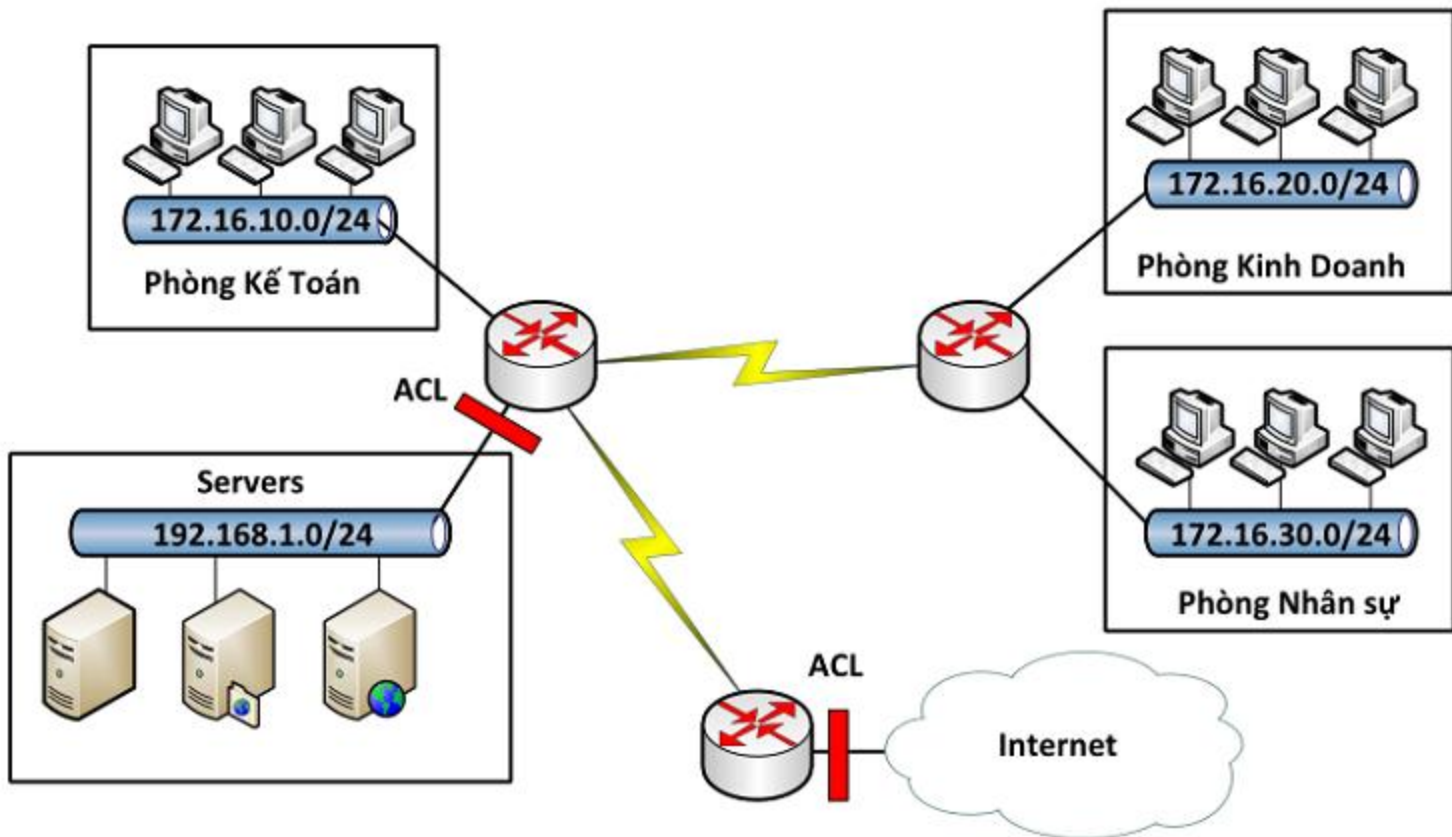 172.16.10.0/24
Phòng Kế Toán
172.16.20.0/24
Phòng Kinh Doanh
ACL
Servers
192.168.1.0/24
172.16.30.0/24
Phòng Nhân sự
ACL
Internet